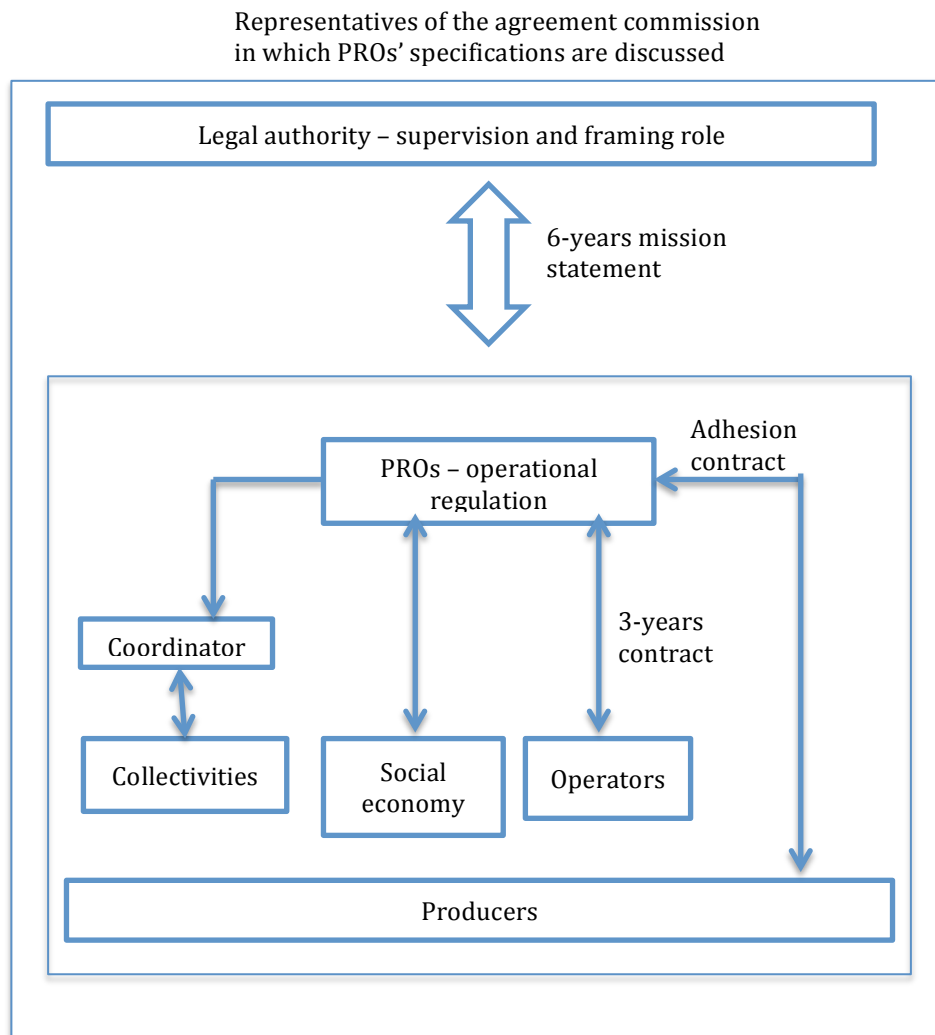 Representatives of the agreement commission
in which PROs’ specifications are discussed
Legal authority – supervision and framing role
6-years mission
statement
Adhesion
contract
PROs – operational
regulation
3-years
contract
Coordinator
Collectivities
Social
economy
Operators
Producers